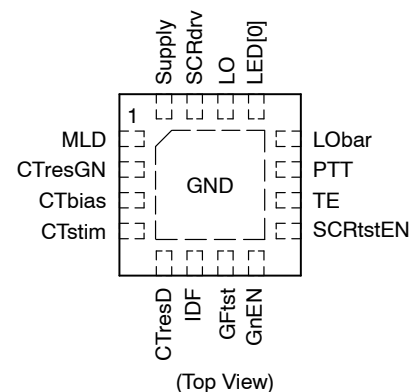 Supply
SCRdrv
LO
LED[0]
1
MLD
CTresGN
CTbias
CTstim
GND
LObar
PTT
TE
SCRtstEN
CTresD
IDF
GFtst
GnEN
(Top View)